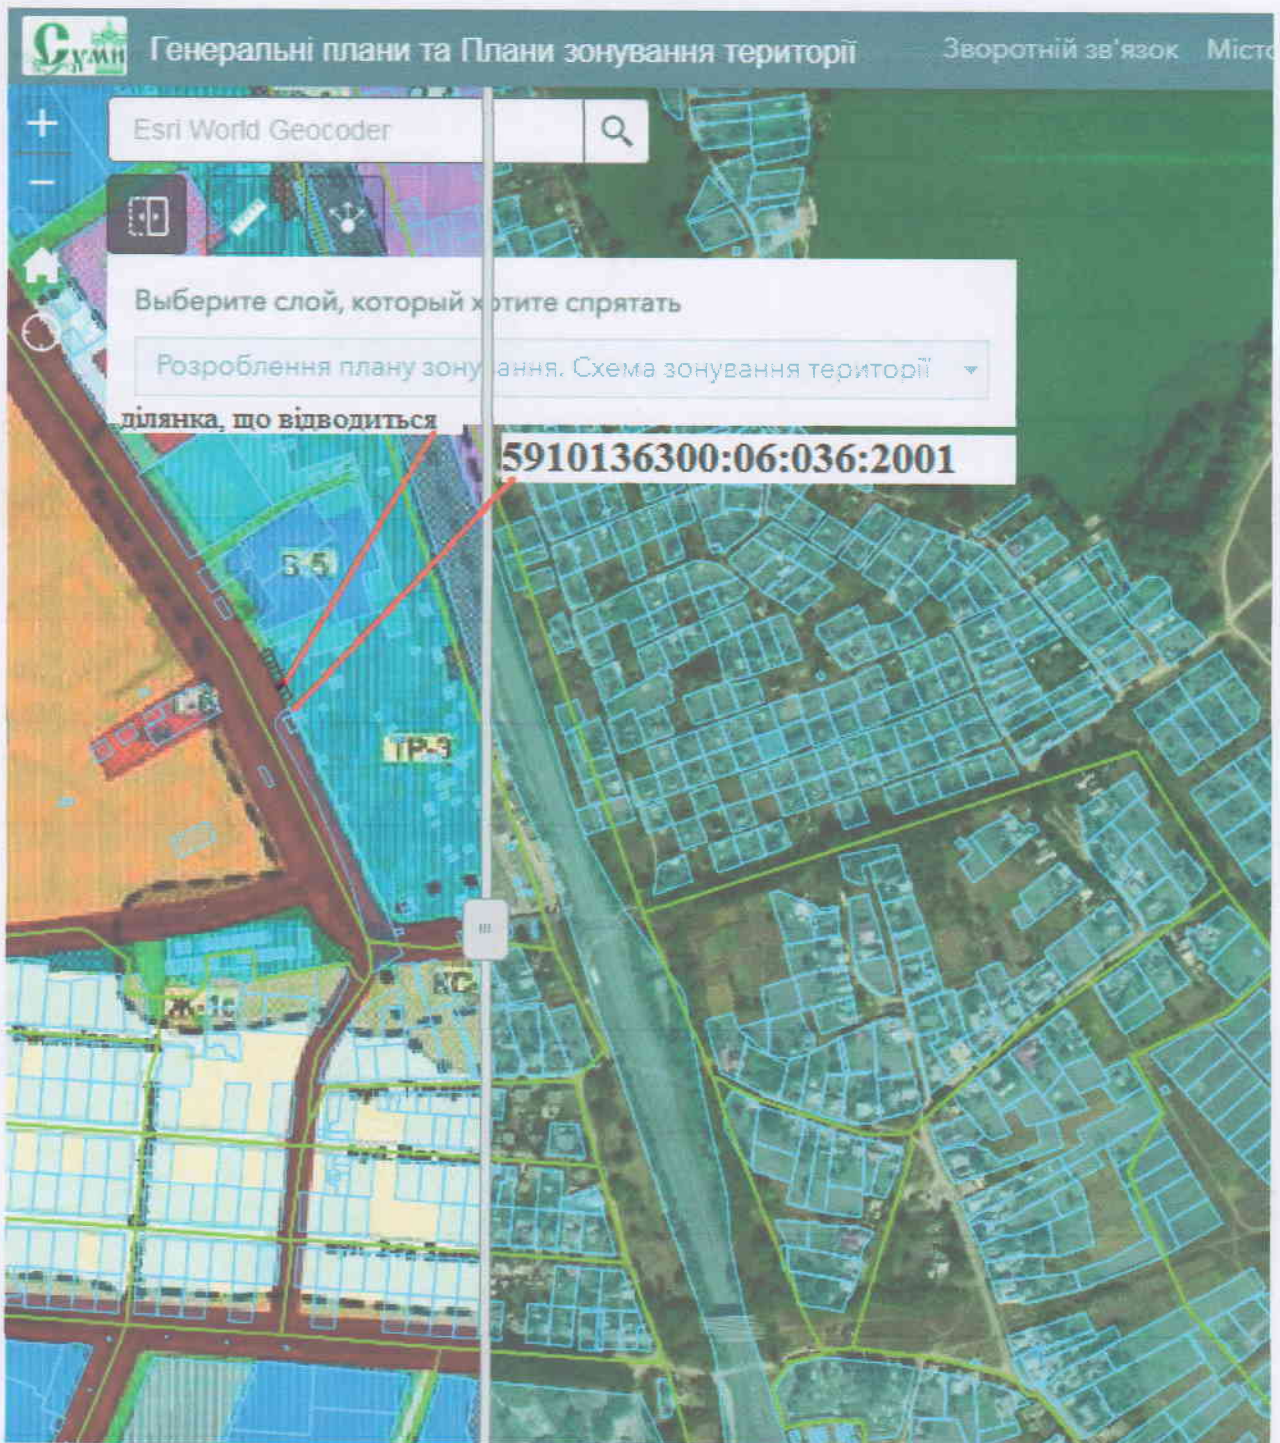 Суми
Генеральні плани та Плани зонування території
Зворотній зв'язок
Esri World Geocoder
Выберите слой, который хотите спрятать
Розроблення плану зонування. Схема зонування території
ділянка, що відводиться
5910136300:06:036:2001
ТР-3
Ж-1с
КС-